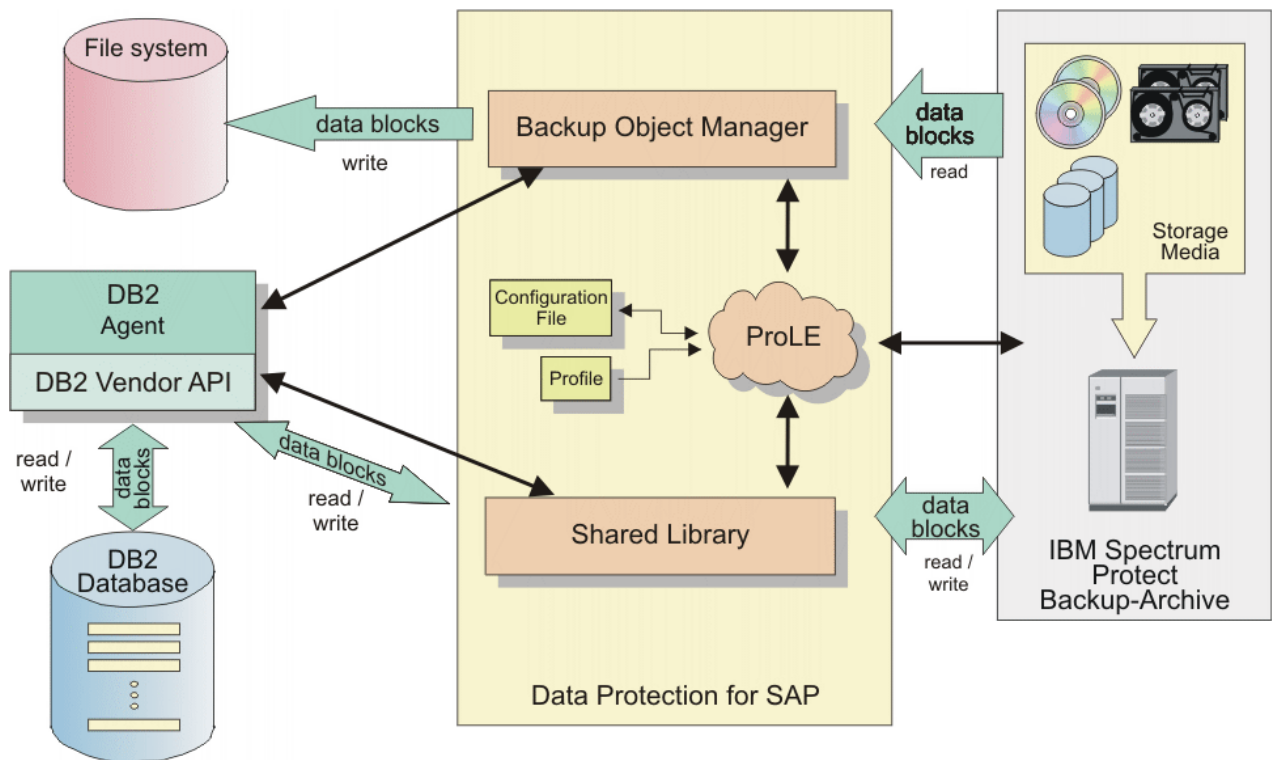 File system
data blocks
write
Backup Object Manager
data
blocks
read
Storage
Media
DB2
Agent
DB2 Vendor API
Configuration
File
Profile
ProLE
read /
write
data
blocks
data blocks
read /
write
Shared Library
data
blocks
read /
write
IBM Spectrum
Protect
Backup-Archive
DB2
Database
Data Protection for SAP